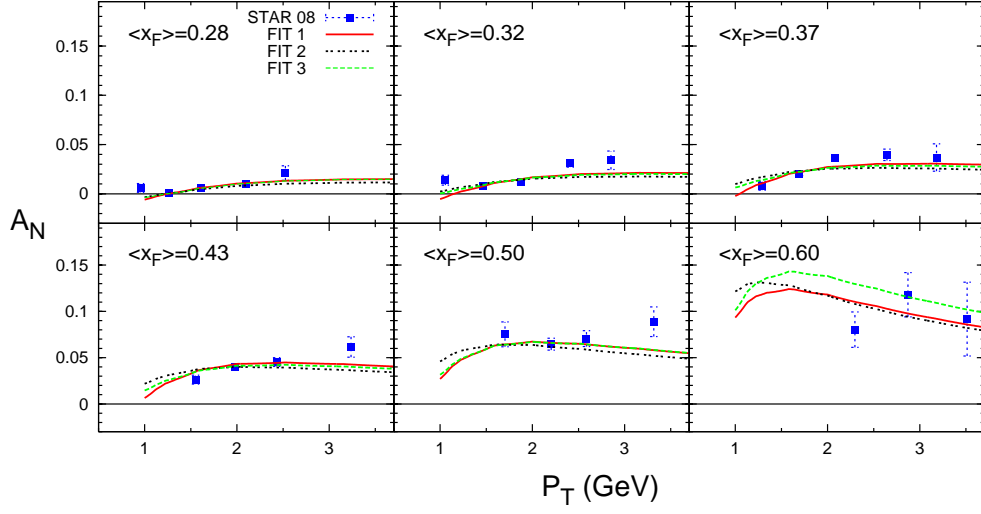 STAR 08
FIT 1
FIT 2
FIT 3
<x_F>=0.28
<x_F>=0.32
<x_F>=0.37
0.15
0.1
0.05
0
A_N
<x_F>=0.43
<x_F>=0.50
<x_F>=0.60
0.15
0.1
0.05
0
1 2 3 1 2 3 1 2 3
P_T (GeV)